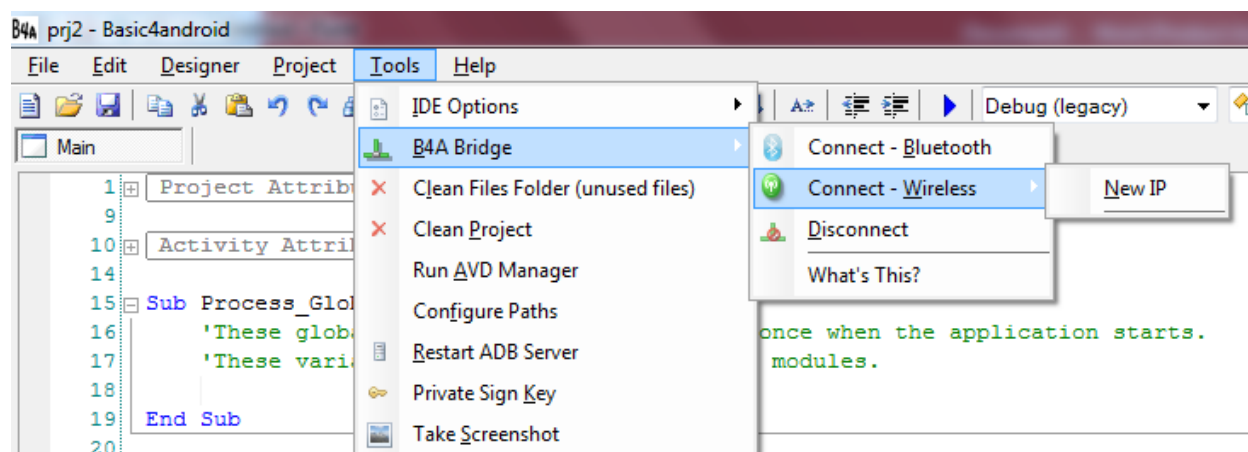 B4A prj2 - Basic4android
File Edit Designer Project Tools Help
Debug (legacy)
Main
IDE Options
B4A Bridge
Clean Files Folder (unused files)
Clean Project
Run AVD Manager
Configure Paths
Restart ADB Server
Private Sign Key
Take Screenshot
Connect - Bluetooth
Connect - Wireless
Disconnect
What's This?
New IP
1 Project Attrib
9
10 Activity Attri
14
15 Sub Process_Glo
16 'These glob once when the application starts.
17 'These vari modules.
18
19 End Sub
20